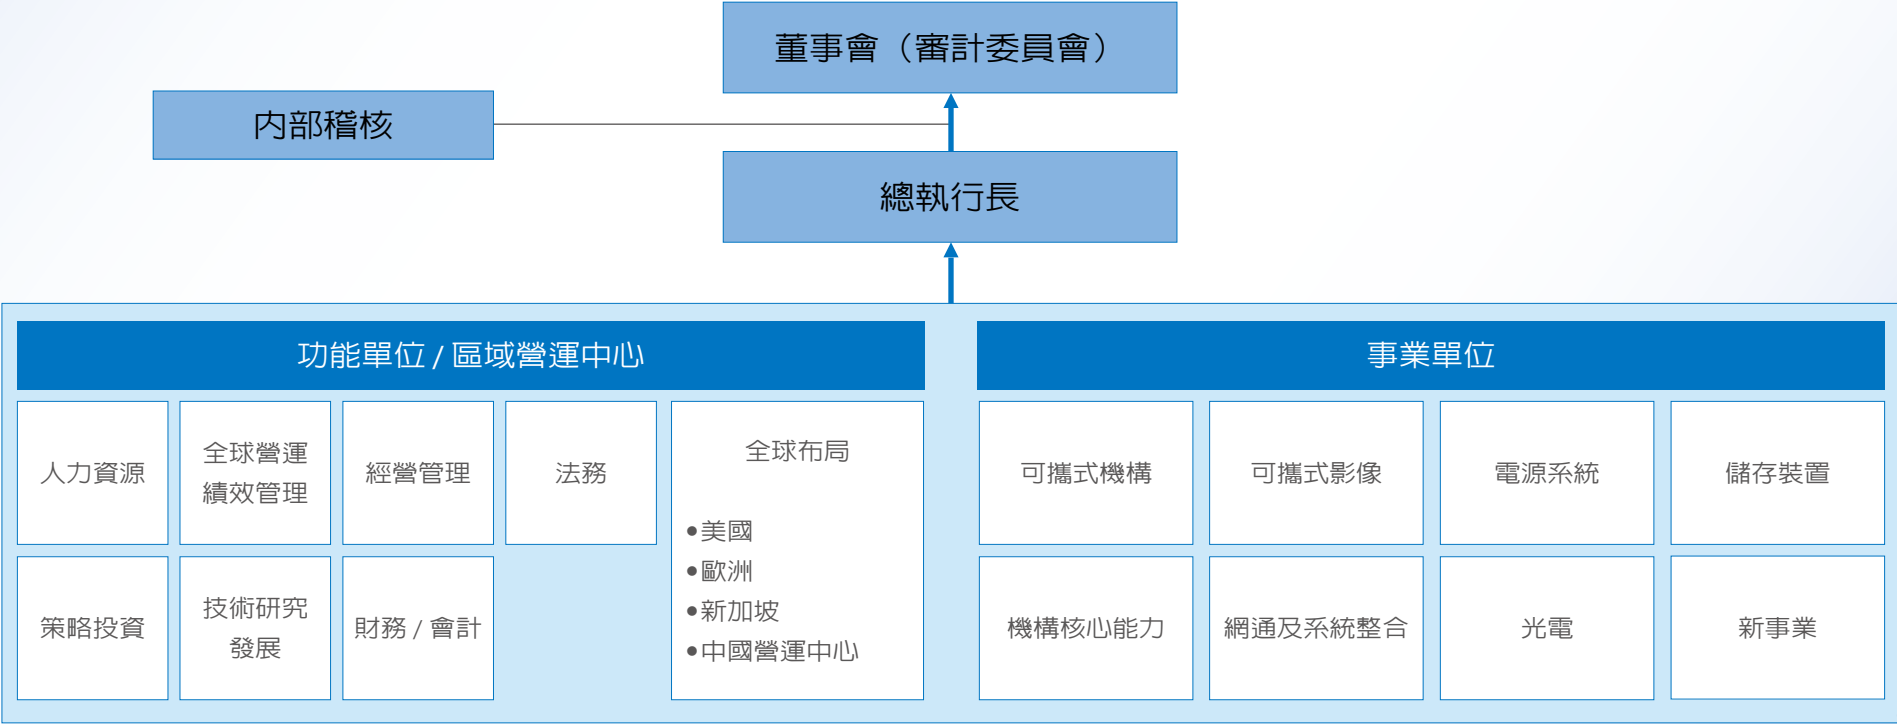 董事會（審計委員會）
內部稽核
總執行長
功能單位 / 區域營運中心
人力資源
全球營運
績效管理
經營管理
法務
策略投資
技術研究
發展
財務 / 會計
全球布局
•美國
•歐洲
•新加坡
•中國營運中心
事業單位
可攜式機構
可攜式影像
電源系統
儲存裝置
機構核心能力
網通及系統整合
光電
新事業